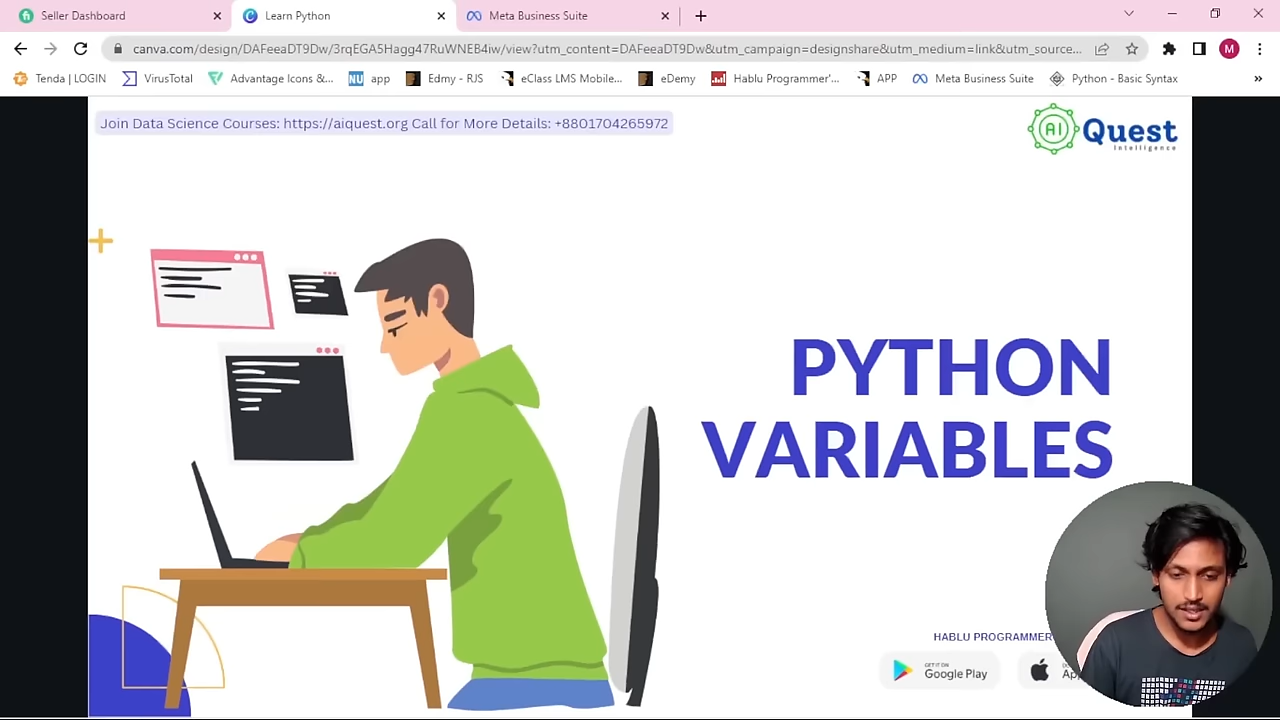 Seller Dashboard
Learn Python
Meta Business Suite
canva.com/design/DAFeeaDT9Dw/3rqEGA5Hagg47RuWNEB4iw/view?utm_content=DAFeeaDT9Dw&utm_campaign=designshare&utm_medium=link&utm_source...
M
Tenda | LOGIN
VirusTotal
Advantage Icons &...
NU app
Edmy - RJS
eClass LMS Mobile...
eDemy
Hablu Programmer'...
APP
Meta Business Suite
Python - Basic Syntax
Join Data Science Courses: https://aiquest.org Call for More Details: +8801704265972
AI Quest
Intelligence
PYTHON
VARIABLES
HABLU PROGRAMMER
GET IT ON
Google Play